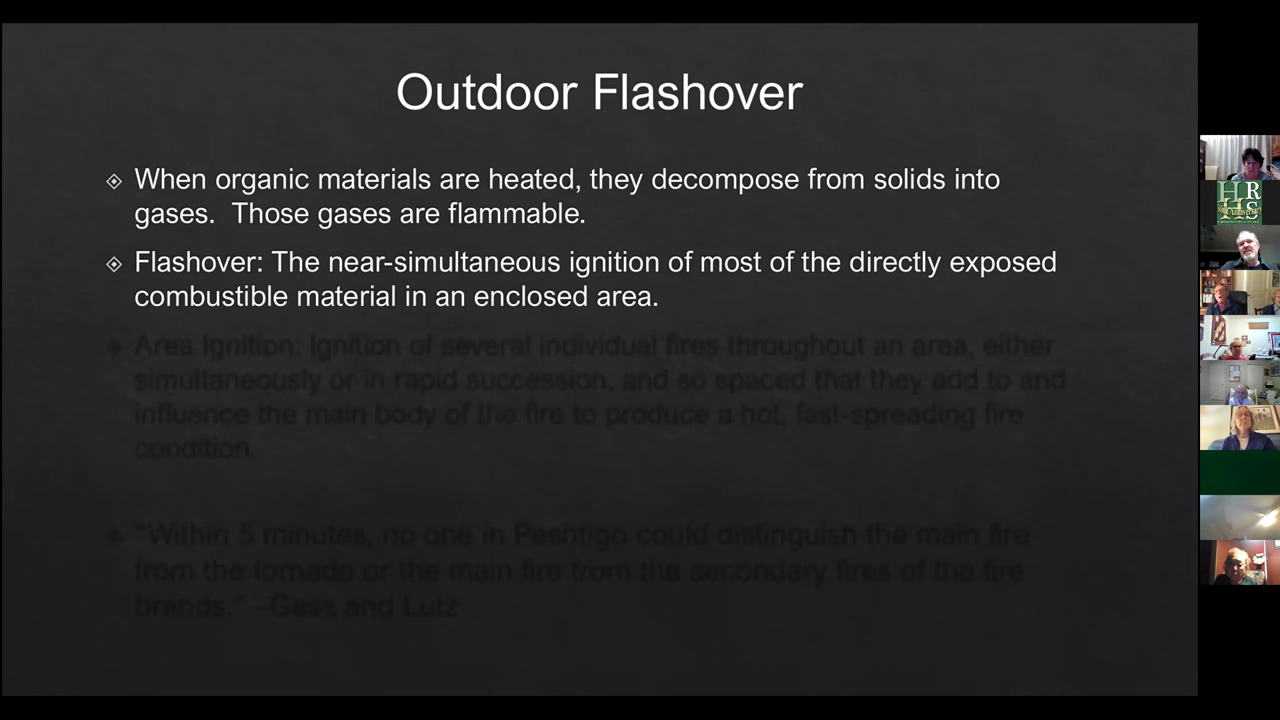 Outdoor Flashover
When organic materials are heated, they decompose from solids into
gases. Those gases are flammable.
Flashover: The near-simultaneous ignition of most of the directly exposed
combustible material in an enclosed area.
Area Ignition: Ignition of several individual fires throughout an area, either
simultaneously or in rapid succession, and so spaced that they add to and
influence the main body of the fire to produce a hot, fast-spreading fire
condition.
"Within 5 minutes, no one in Peshtigo could distinguish the main fire
from the tornado or the main fire from the secondary fires of the fire
brands." –Gess and Lutz
H R
H S